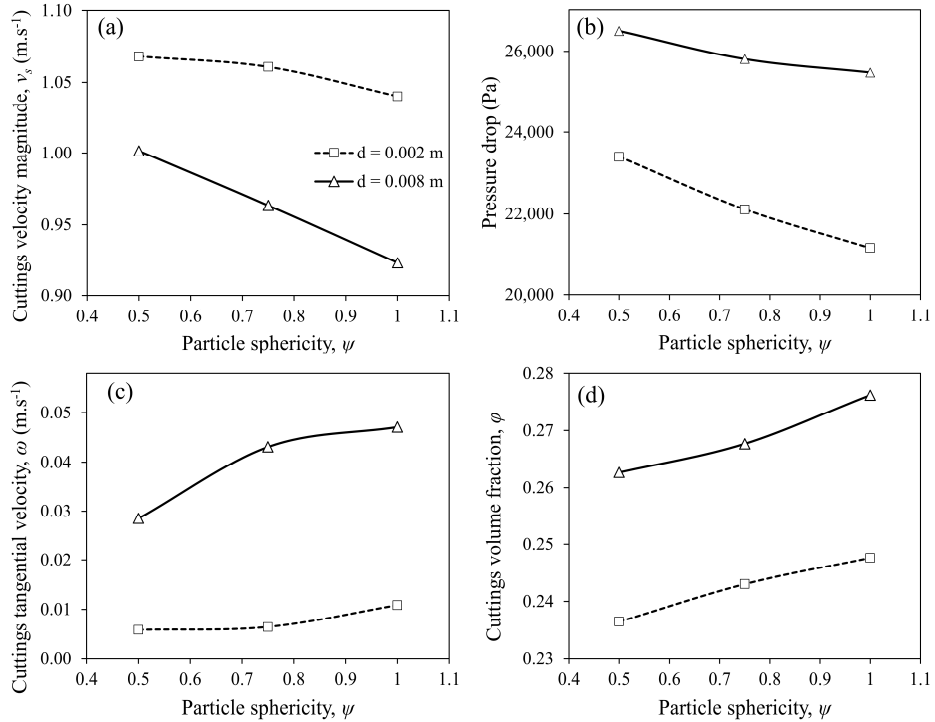 (a)
Cuttings velocity magnitude, vₛ (m.s⁻¹)
1.10
1.05
1.00
0.95
0.90
d = 0.002 m
d = 0.008 m
0.4 0.5 0.6 0.7 0.8 0.9 1 1.1
Particle sphericity, ψ
(b)
Pressure drop (Pa)
26,000
24,000
22,000
20,000
0.4 0.5 0.6 0.7 0.8 0.9 1 1.1
Particle sphericity, ψ
(c)
Cuttings tangential velocity, ω (m.s⁻¹)
0.05
0.04
0.03
0.02
0.01
0.00
0.4 0.5 0.6 0.7 0.8 0.9 1 1.1
Particle sphericity, ψ
(d)
Cuttings volume fraction, φ
0.28
0.27
0.26
0.25
0.24
0.23
0.4 0.5 0.6 0.7 0.8 0.9 1 1.1
Particle sphericity, ψ